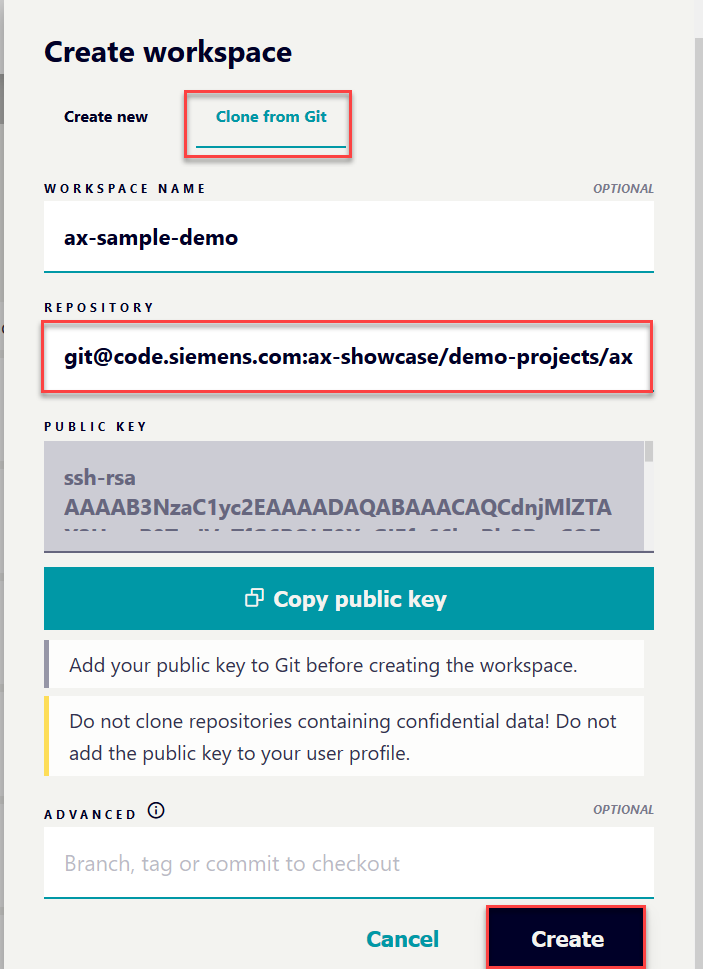 Create workspace
Create new
Clone from Git
WORKSPACE NAME
OPTIONAL
ax-sample-demo
REPOSITORY
git@code.siemens.com:ax-showcase/demo-projects/ax
PUBLIC KEY
ssh-rsa
AAAAB3NzaC1yc2EAAAADAQABAAACAQCdnjMlZTA
Copy public key
Add your public key to Git before creating the workspace.
Do not clone repositories containing confidential data! Do not
add the public key to your user profile.
ADVANCED
OPTIONAL
Branch, tag or commit to checkout
Cancel
Create